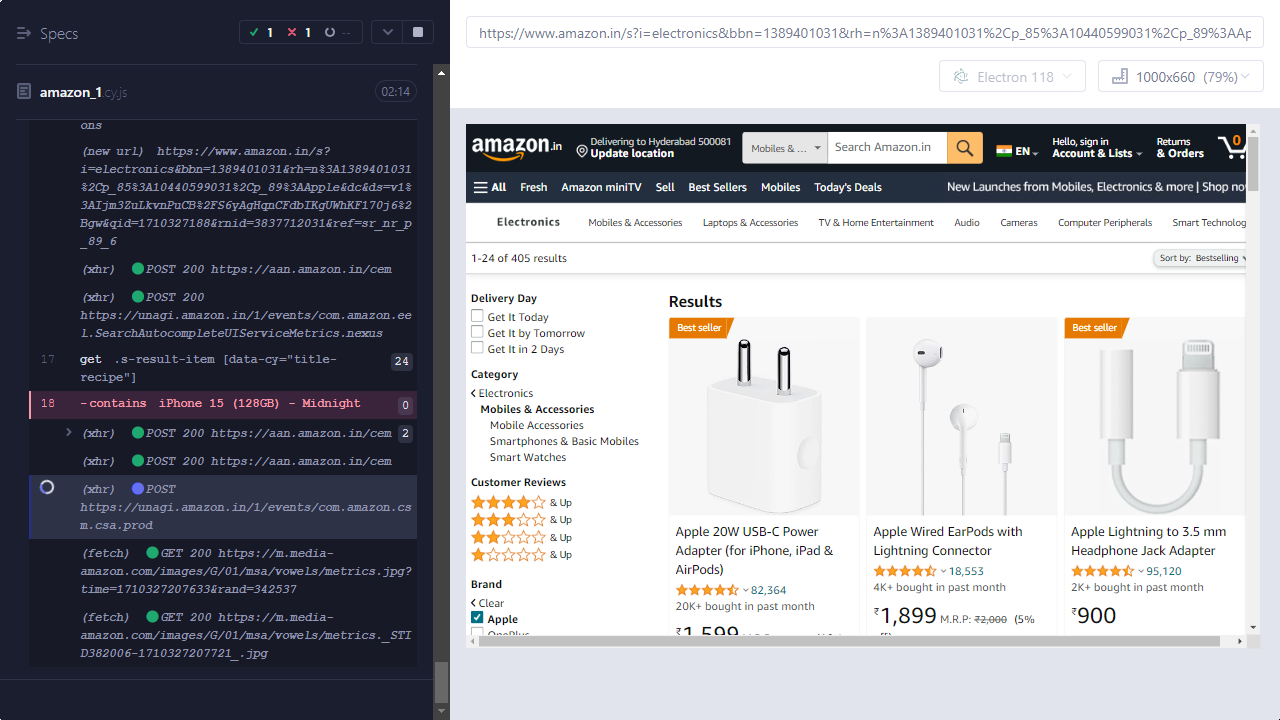 Specs
1
1
--
amazon_1.cy.js
02:14
ons
(new url) https://www.amazon.in/s?
i=electronics&bbn=1389401031&rh=n%3A1389401031
%2Cp_85%3A10440599031%2Cp_89%3AApple&dc&ds=v1%
3AIjm3ZuLkvnPuCB%2FS6yAgHqnCFdbIKgUWhKF170j6%2
Bgw&qid=1710327188&rnid=3837712031&ref=sr_nr_p
_89_6
(xhr) POST 200 https://aan.amazon.in/cem
(xhr) POST 200
https://unagi.amazon.in/1/events/com.amazon.ee
l.SearchAutocompleteUIServiceMetrics.nexus
17 get .s-result-item [data-cy="title-
recipe"]
24
18 -contains iPhone 15 (128GB) - Midnight 0
(xhr) POST 200 https://aan.amazon.in/cem 2
(xhr) POST 200 https://aan.amazon.in/cem
(xhr) POST
https://unagi.amazon.in/1/events/com.amazon.cs
m.csa.prod
(fetch) GET 200 https://m.media-
amazon.com/images/G/01/msa/vowels/metrics.jpg?
time=1710327207633&rand=342537
(fetch) GET 200 https://m.media-
amazon.com/images/G/01/msa/vowels/metrics._STI
D382006-1710327207721_.jpg
https://www.amazon.in/s?i=electronics&bbn=1389401031&rh=n%3A1389401031%2Cp_85%3A10440599031%2Cp_89%3AAp
Electron 118
1000x660 (79%)
amazon.in
Delivering to Hyderabad 500081
Update location
Mobiles & ...
Search Amazon.in
EN
Hello, sign in
Account & Lists
Returns
& Orders
0
All Fresh Amazon miniTV Sell Best Sellers Mobiles Today's Deals
New Launches from Mobiles, Electronics & more | Shop now
Electronics Mobiles & Accessories Laptops & Accessories TV & Home Entertainment Audio Cameras Computer Peripherals Smart Technolog
1-24 of 405 results
Sort by: Bestselling
Delivery Day
Get It Today
Get It by Tomorrow
Get It in 2 Days
Category
Electronics
Mobiles & Accessories
Mobile Accessories
Smartphones & Basic Mobiles
Smart Watches
Customer Reviews
& Up
& Up
& Up
& Up
Brand
Clear
Apple
OnePlus
Results
Best seller
Apple 20W USB-C Power
Adapter (for iPhone, iPad &
AirPods)
82,364
20K+ bought in past month
₹1,599
Apple Wired EarPods with
Lightning Connector
18,553
4K+ bought in past month
₹1,899 M.R.P: ₹2,000 (5%
Best seller
Apple Lightning to 3.5 mm
Headphone Jack Adapter
95,120
2K+ bought in past month
₹900